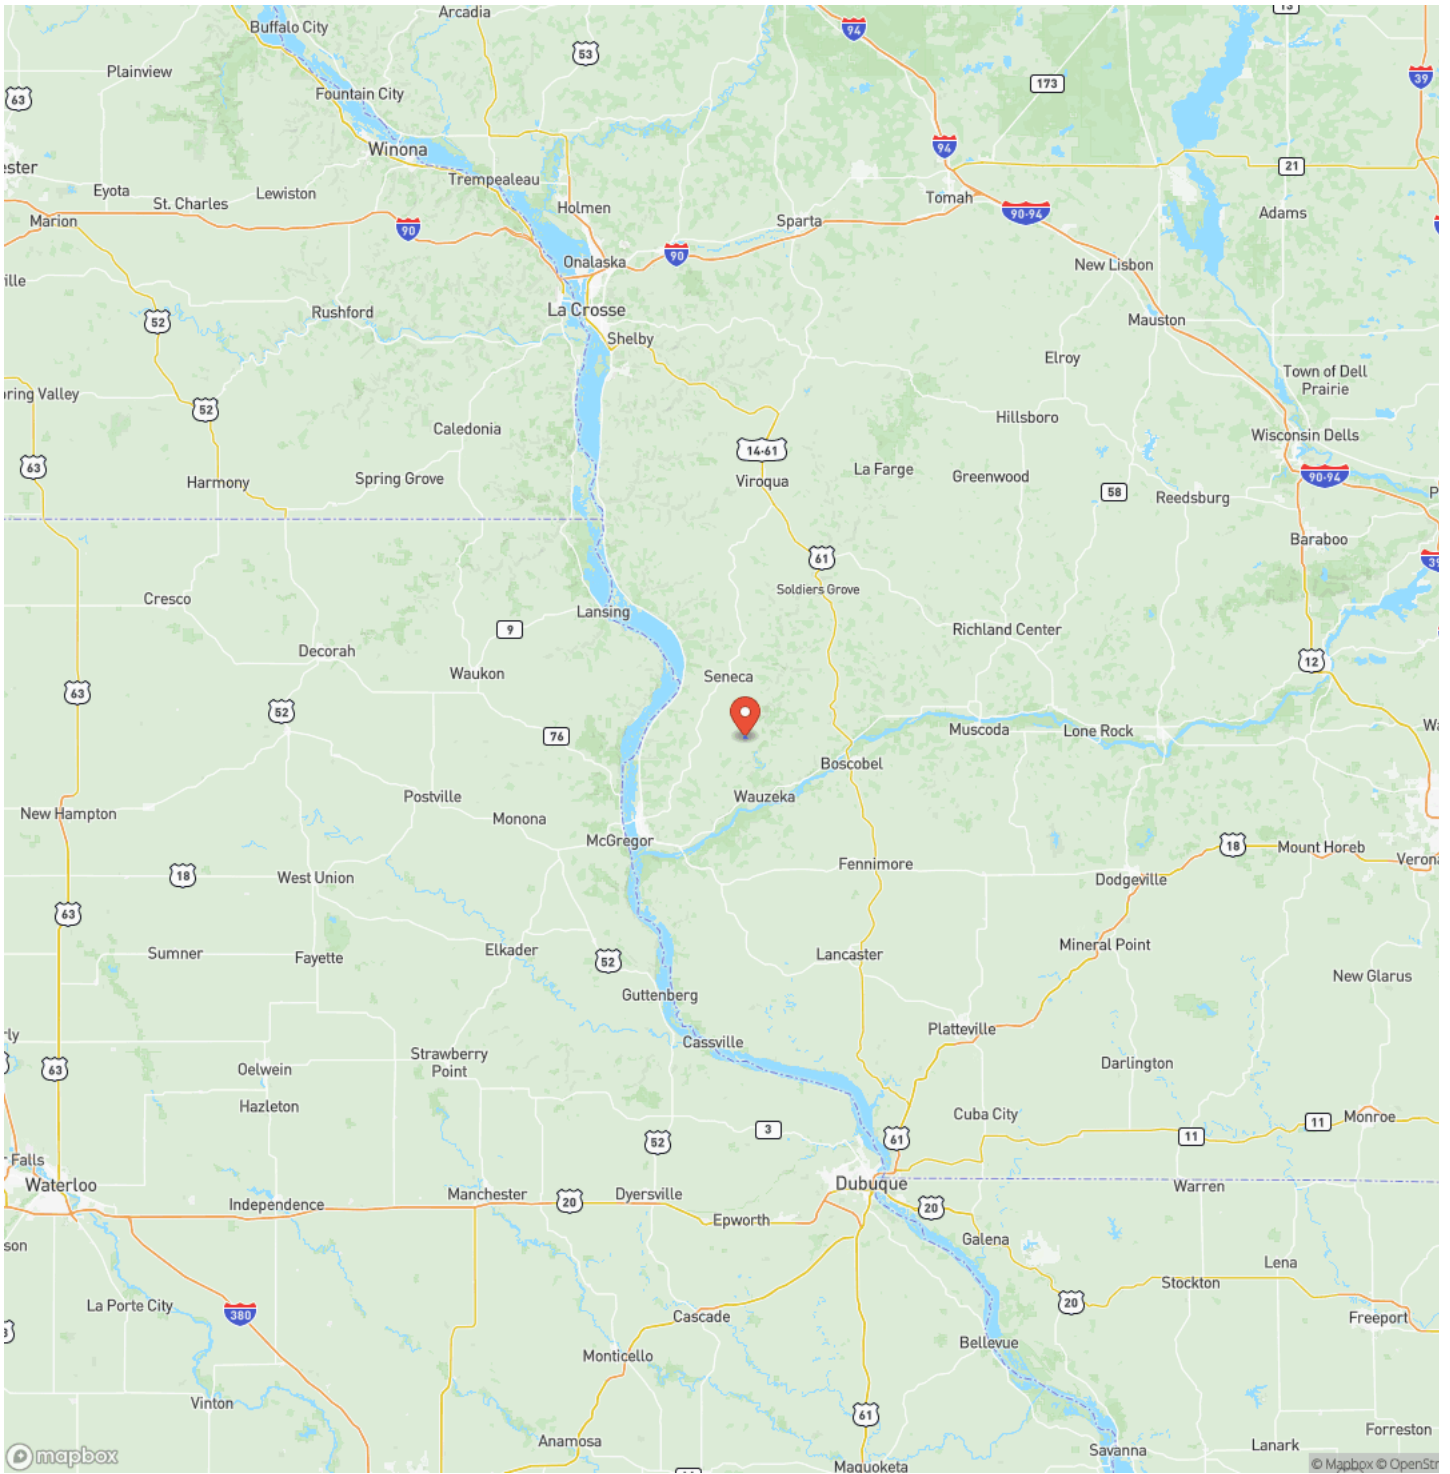 Arcadia
13
Buffalo City
94
53
Plainview
39
173
Fountain City
63
Winona
94
ester
21
Trempealeau
Eyota
Lewiston
Tomah
St. Charles
Holmen
Adams
Marion
Sparta
90-94
90
90
Onalaska
New Lisbon
ville
La Crosse
Rushford
52
Mauston
Shelby
Elroy
Town of Dell
Prairie
pring Valley
52
Hillsboro
Caledonia
Wisconsin Dells
14-61
63
La Farge
Greenwood
90-94
Spring Grove
Harmony
Viroqua
58
Reedsburg
P
Baraboo
61
39
Soldiers Grove
Cresco
Lansing
9
Richland Center
Decorah
12
Waukon
Seneca
63
52
Wa
76
Muscoda
Lone Rock
Boscobel
Postville
Wauzeka
New Hampton
Monona
McGregor
18
Mount Horeb
Verona
Fennimore
18
West Union
Dodgeville
63
Sumner
Fayette
Elkader
Lancaster
Mineral Point
52
New Glarus
Guttenberg
Platteville
rly
Cassville
Strawberry
Point
63
Oelwein
Darlington
Hazleton
Cuba City
Monroe
3
61
11
11
52
r Falls
Waterloo
Dubuque
Warren
Manchester
Dyersville
Independence
20
20
Epworth
son
Galena
Lena
Stockton
La Porte City
20
380
Cascade
Freeport
3
Bellevue
Monticello
Vinton
61
Forreston
Anamosa
Lanark
Savanna
mapbox
Maquoketa
© Mapbox © OpenStr